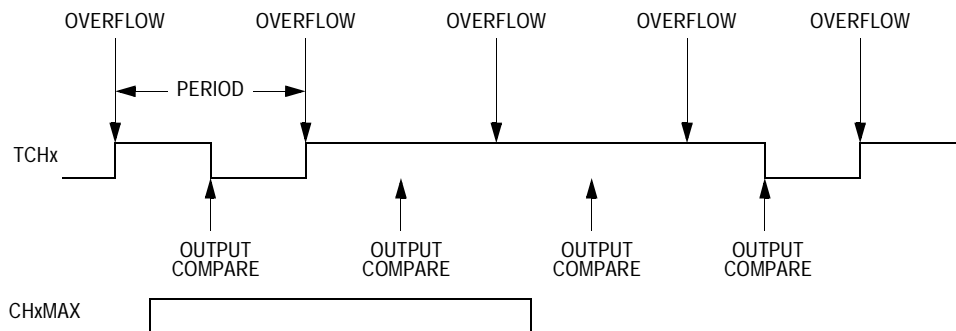 OVERFLOW OVERFLOW OVERFLOW OVERFLOW OVERFLOW
PERIOD
TCHx
OUTPUT COMPARE
OUTPUT COMPARE
OUTPUT COMPARE
OUTPUT COMPARE
CHxMAX